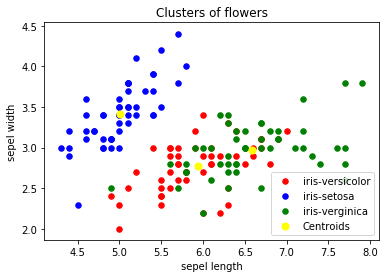 Clusters of flowers
4.5
4.0
3.5
3.0
2.5
2.0
sepel width
iris-versicolor
iris-setosa
iris-verginica
Centroids
4.5 5.0 5.5 6.0 6.5 7.0 7.5 8.0
sepel length